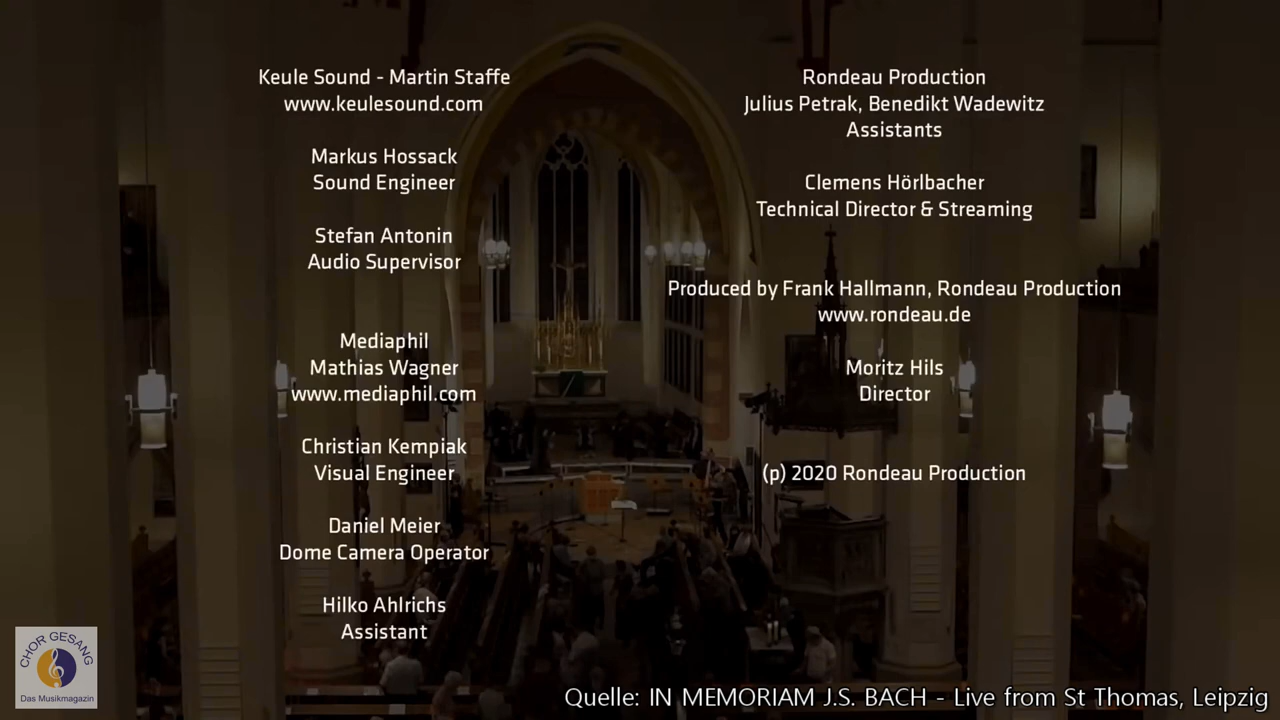 Keule Sound - Martin Staffe
www.keulesound.com
Markus Hossack
Sound Engineer
Stefan Antonin
Audio Supervisor
Mediaphil
Mathias Wagner
www.mediaphil.com
Christian Kempiak
Visual Engineer
Daniel Meier
Dome Camera Operator
Hilko Ahlrichs
Assistant
Rondeau Production
Julius Petrak, Benedikt Wadewitz
Assistants
Clemens Hörlbacher
Technical Director & Streaming
Produced by Frank Hallmann, Rondeau Production
www.rondeau.de
Moritz Hils
Director
(p) 2020 Rondeau Production
CHOR GESANG
Das Musikmagazin
Quelle: IN MEMORIAM J.S. BACH - Live from St Thomas, Leipzig